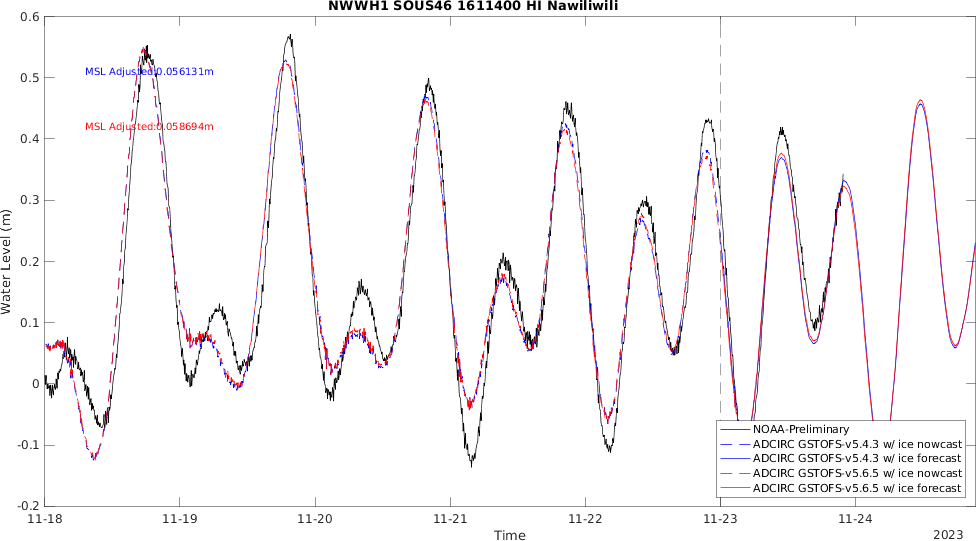 NWWH1 SOUS46 1611400 HI Nawiliwili
0.6
0.5
0.4
0.3
0.2
0.1
0
-0.1
-0.2
Water Level (m)
MSL Adjusted:0.056131m
MSL Adjusted:0.058694m
NOAA-Preliminary
ADCIRC GSTOFS-v5.4.3 w/ ice nowcast
ADCIRC GSTOFS-v5.4.3 w/ ice forecast
ADCIRC GSTOFS-v5.6.5 w/ ice nowcast
ADCIRC GSTOFS-v5.6.5 w/ ice forecast
11-18 11-19 11-20 11-21 11-22 11-23 11-24
Time
2023